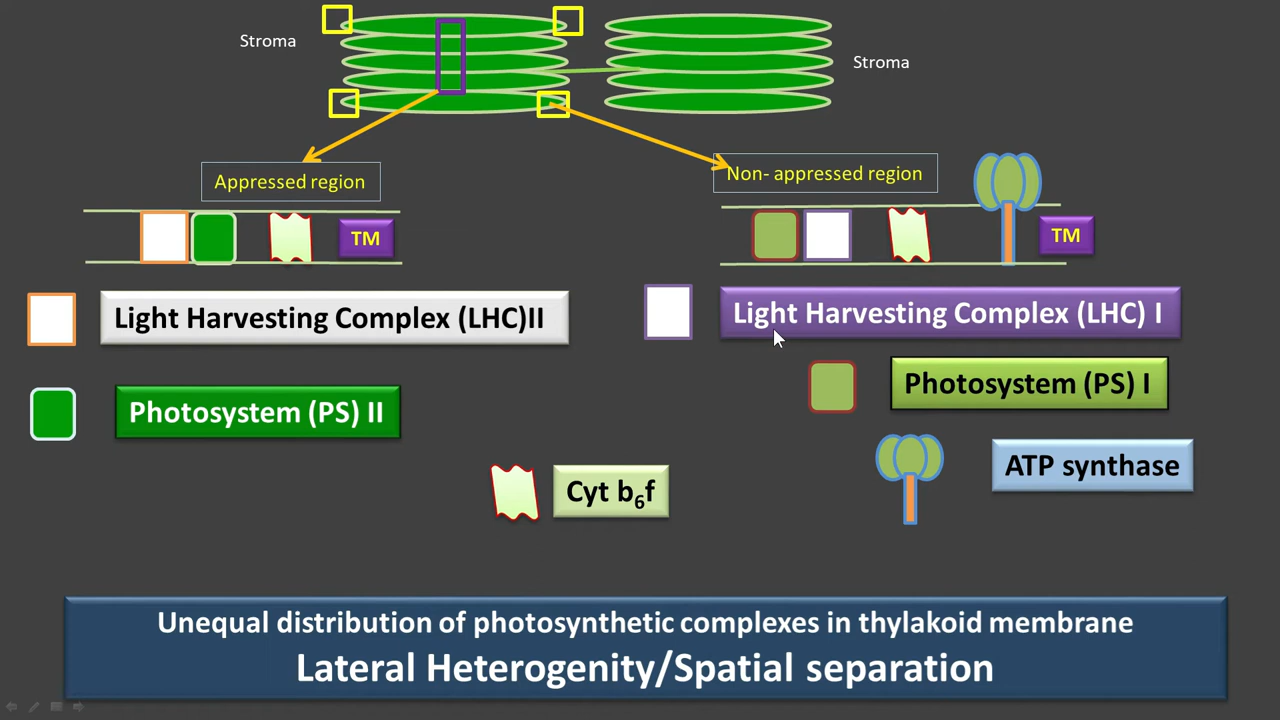 Stroma
Stroma
Appressed region
Non- appressed region
TM
TM
Light Harvesting Complex (LHC)II
Light Harvesting Complex (LHC) I
Photosystem (PS) I
Photosystem (PS) II
ATP synthase
Cyt b₆f
Unequal distribution of photosynthetic complexes in thylakoid membrane
Lateral Heterogenity/Spatial separation